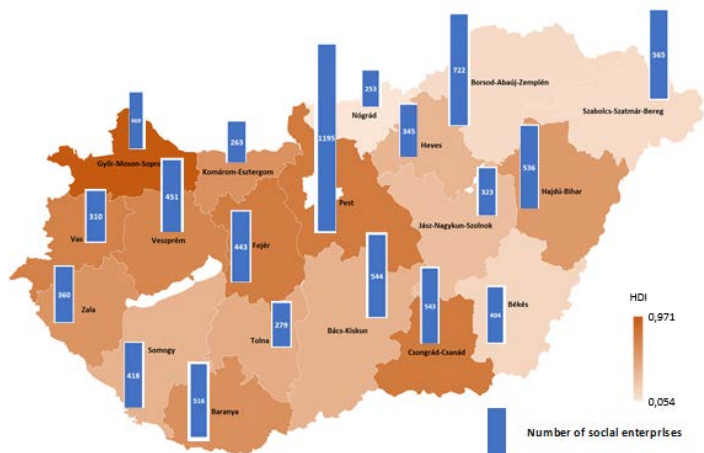 565
722
Borsod-Abaúj-Zemplén
253
Szabolcs-Szatmár-Bereg
469
1195
Nógrád
345
263
Heves
536
Győr-Moson-Sopro
Komárom-Esztergom
451
310
323
Hajdú-Bihar
Pest
Jász-Nagykun-Szolnok
Vas
Veszprém
443
Fejér
544
360
543
HDI
404
Békés
0,971
Zala
279
Bács-Kiskun
Tolna
Somogy
Csongrád-Csanád
418
516
0,054
Baranya
Number of social enterprises